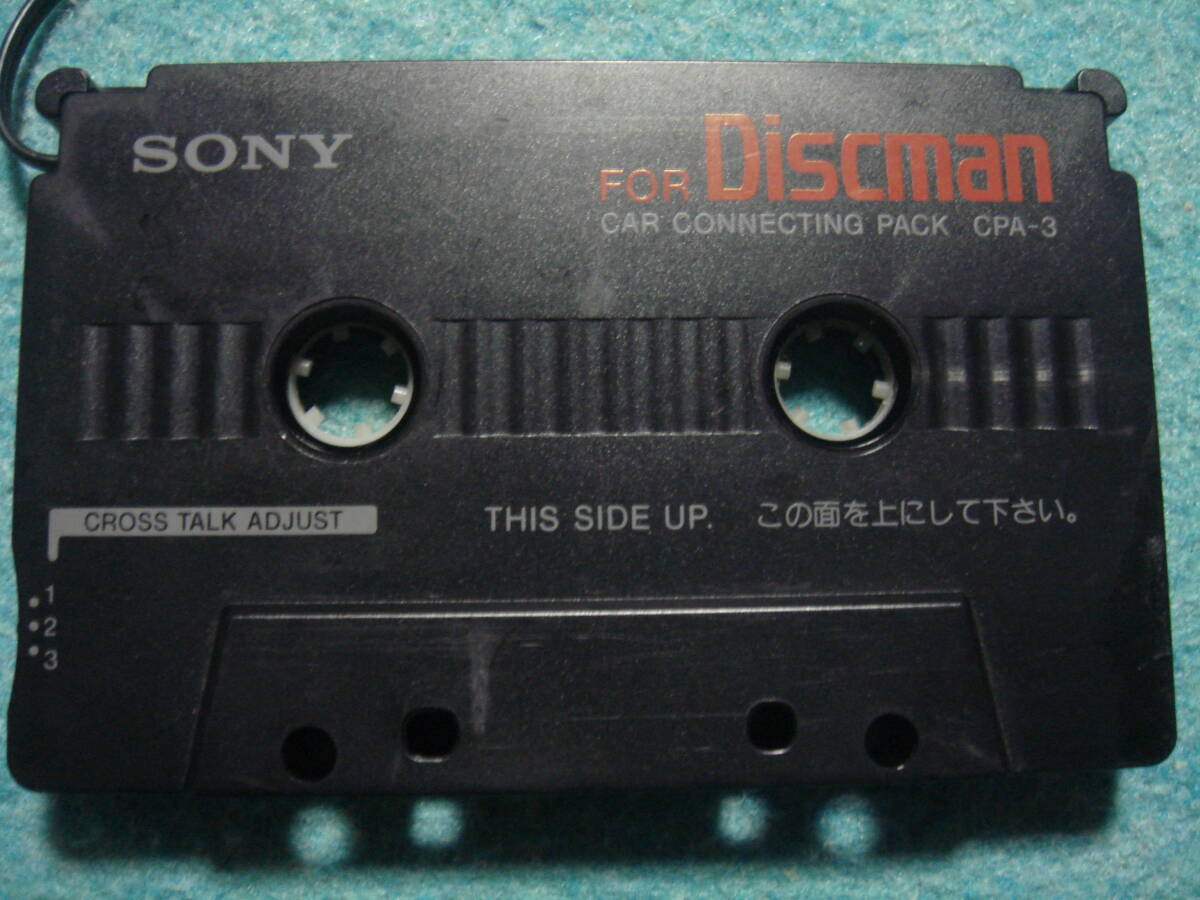 SONY
FOR Discman
CAR CONNECTING PACK CPA-3
CROSS TALK ADJUST
THIS SIDE UP. この面を上にして下さい。
1
2
3